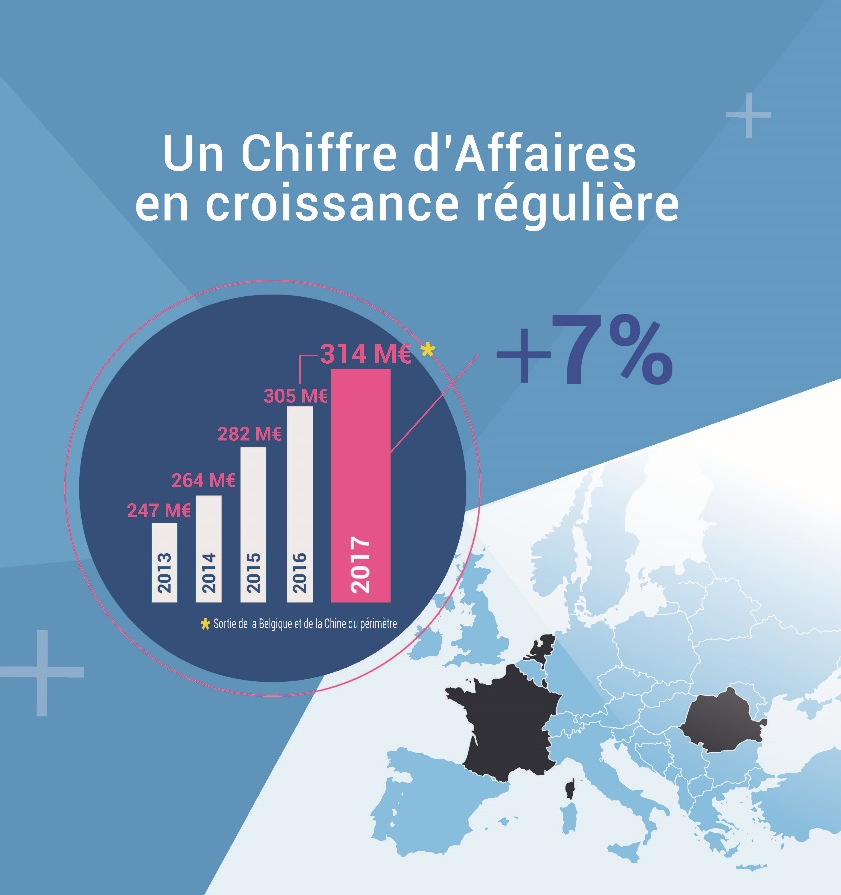 Un Chiffre d'Affaires
en croissance régulière
+7%
314 M€ *
305 M€
282 M€
264 M€
247 M€
2013
2014
2015
2016
2017
* Sortie de la Belgique et de la Chine du périmètre